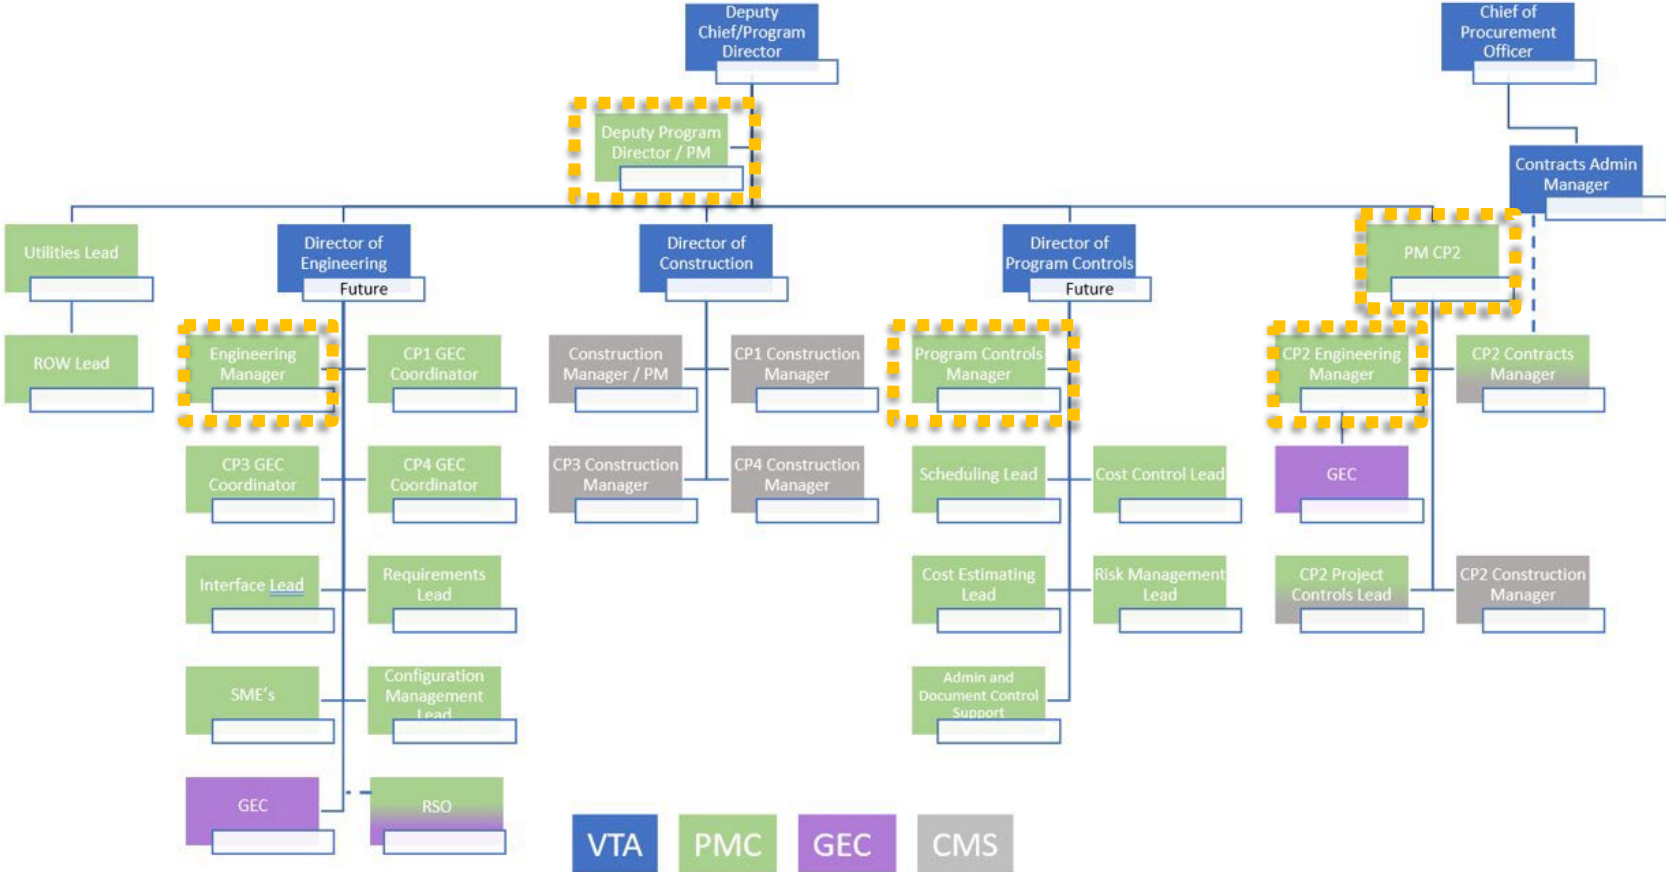 Deputy
Chief/Program
Director
Chief of
Procurement
Officer
Deputy Program
Director / PM
Contracts Admin
Manager
Utilities Lead
Director of
Engineering
Future
Director of
Construction
Director of
Program Controls
Future
PM CP2
ROW Lead
Engineering
Manager
CP1 GEC
Coordinator
Construction
Manager / PM
CP1 Construction
Manager
Program Controls
Manager
CP2 Engineering
Manager
CP2 Contracts
Manager
CP3 GEC
Coordinator
CP4 GEC
Coordinator
CP3 Construction
Manager
CP4 Construction
Manager
Scheduling Lead
Cost Control Lead
GEC
Interface Lead
Requirements
Lead
Cost Estimating
Lead
Risk Management
Lead
CP2 Project
Controls Lead
CP2 Construction
Manager
SME's
Configuration
Management
Lead
Admin and
Document Control
Support
GEC
RSO
VTA
PMC
GEC
CMS